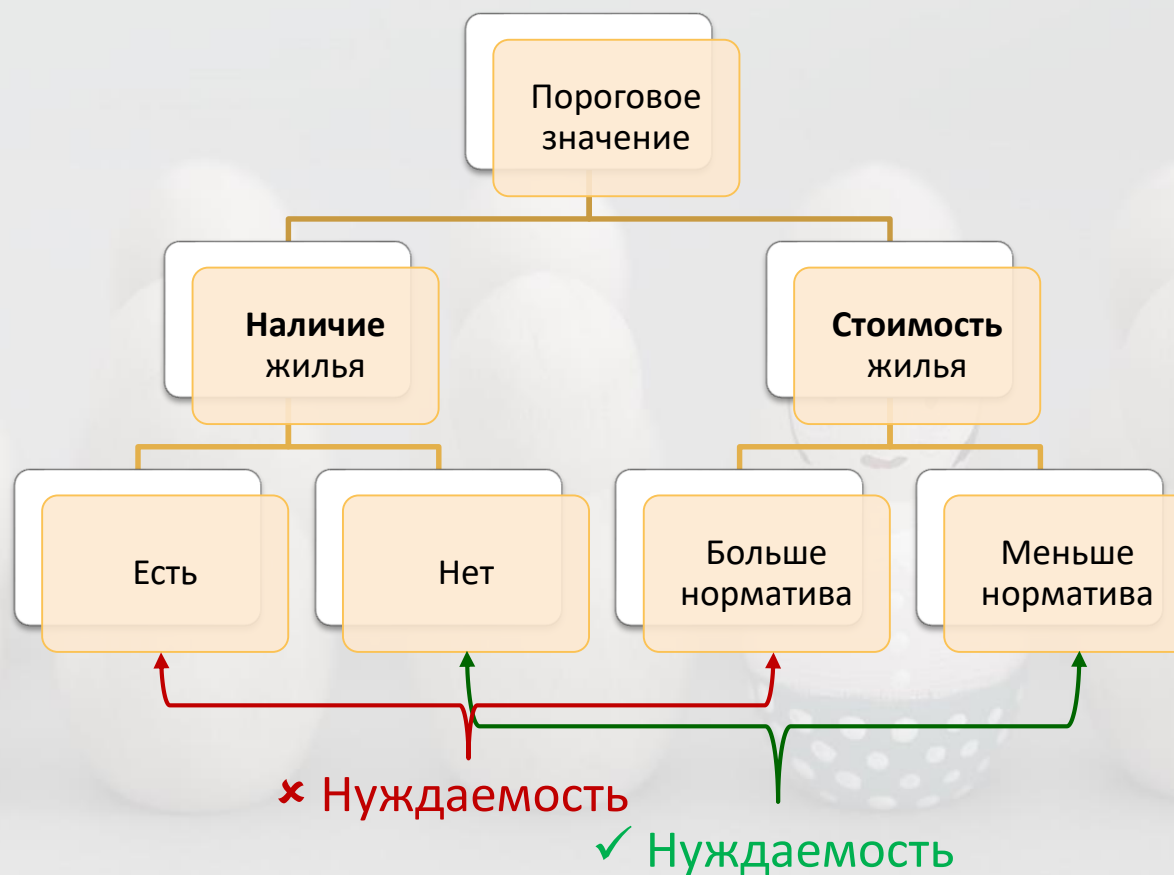 Пороговое
значение
Наличие
жилья
Стоимость
жилья
Есть
Нет
Больше
норматива
Меньше
норматива
✘ Нуждаемость
✓ Нуждаемость